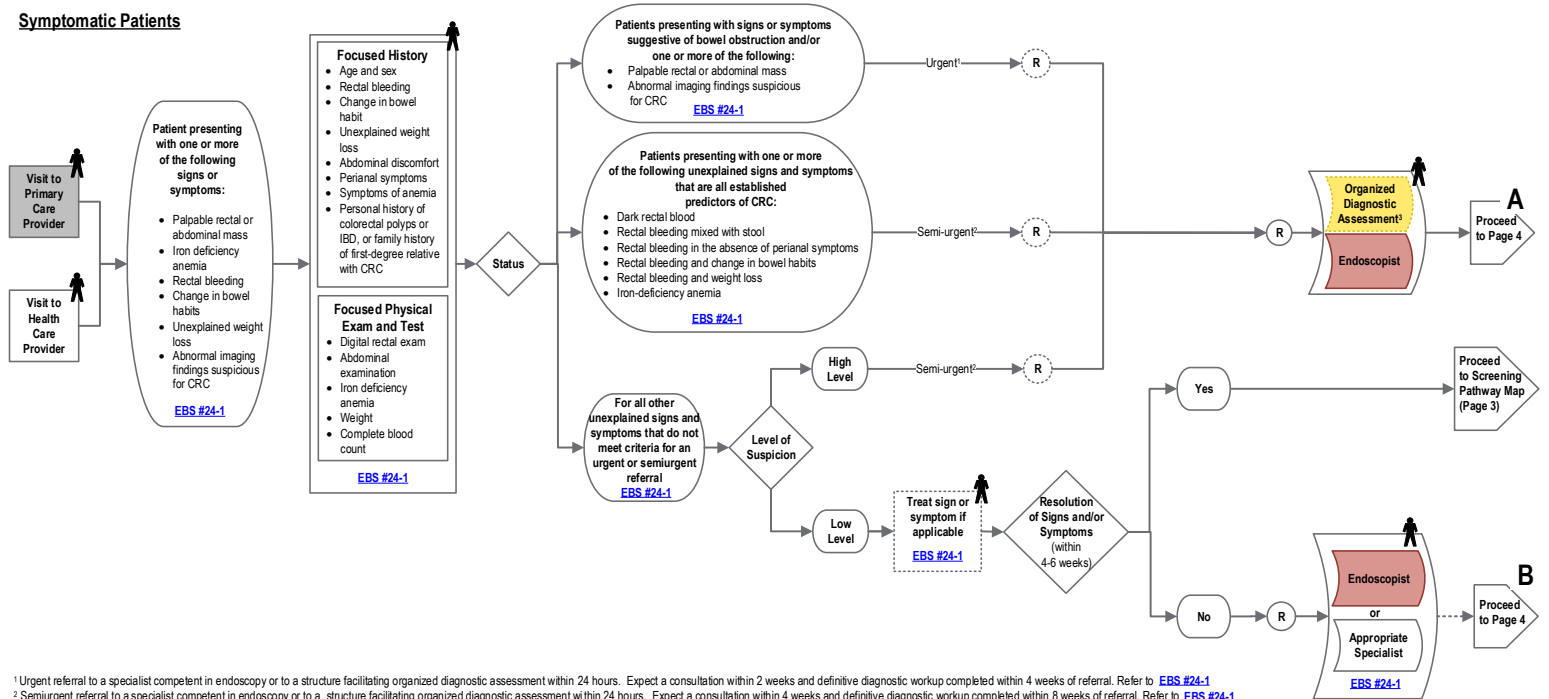 Symptomatic Patients
Visit to
Primary
Care
Provider
Visit to
Health
Care
Provider
Patient presenting
with one or more
of the following
signs or
symptoms:
• Palpable rectal or
abdominal mass
• Iron deficiency
anemia
• Rectal bleeding
• Change in bowel
habits
• Unexplained weight
loss
• Abnormal imaging
findings suspicious
for CRC
EBS #24-1
Focused History
• Age and sex
• Rectal bleeding
• Change in bowel
habit
• Unexplained weight
loss
• Abdominal discomfort
• Perianal symptoms
• Symptoms of anemia
• Personal history of
colorectal polyps or
IBD, or family history
of first-degree relative
with CRC
Focused Physical
Exam and Test
• Digital rectal exam
• Abdominal
examination
• Iron deficiency
anemia
• Weight
• Complete blood
count
EBS #24-1
Status
Patients presenting with signs or symptoms
suggestive of bowel obstruction and/or
one or more of the following:
• Palpable rectal or abdominal mass
• Abnormal imaging findings suspicious
for CRC
EBS #24-1
Urgent¹
R
Patients presenting with one or more
of the following unexplained signs and symptoms
that are all established
predictors of CRC:
• Dark rectal blood
• Rectal bleeding mixed with stool
• Rectal bleeding in the absence of perianal symptoms
• Rectal bleeding and change in bowel habits
• Rectal bleeding and weight loss
• Iron-deficiency anemia
EBS #24-1
Semi-urgent²
R
For all other
unexplained signs and
symptoms that do not
meet criteria for an
urgent or semiurgent
referral
EBS #24-1
Level of
Suspicion
High
Level
Semi-urgent²
R
R
Organized
Diagnostic
Assessment³
Endoscopist
A
Proceed
to Page 4
Low
Level
Treat sign or
symptom if
applicable
EBS #24-1
Resolution
of Signs and/or
Symptoms
(within
4-6 weeks)
Yes
Proceed
to Screening
Pathway Map
(Page 3)
No
R
Endoscopist
or
Appropriate
Specialist
EBS #24-1
B
Proceed
to Page 4
¹ Urgent referral to a specialist competent in endoscopy or to a structure facilitating organized diagnostic assessment within 24 hours. Expect a consultation within 2 weeks and definitive diagnostic workup completed within 4 weeks of referral. Refer to EBS #24-1
² Semiurgent referral to a specialist competent in endoscopy or to a structure facilitating organized diagnostic assessment within 24 hours. Expect a consultation within 4 weeks and definitive diagnostic workup completed within 8 weeks of referral. Refer to EBS #24-1